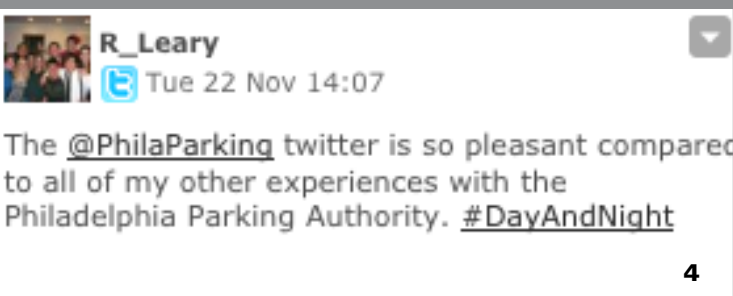 R_Leary
Tue 22 Nov 14:07
The @PhilaParking twitter is so pleasant compared
to all of my other experiences with the
Philadelphia Parking Authority. #DayAndNight
4